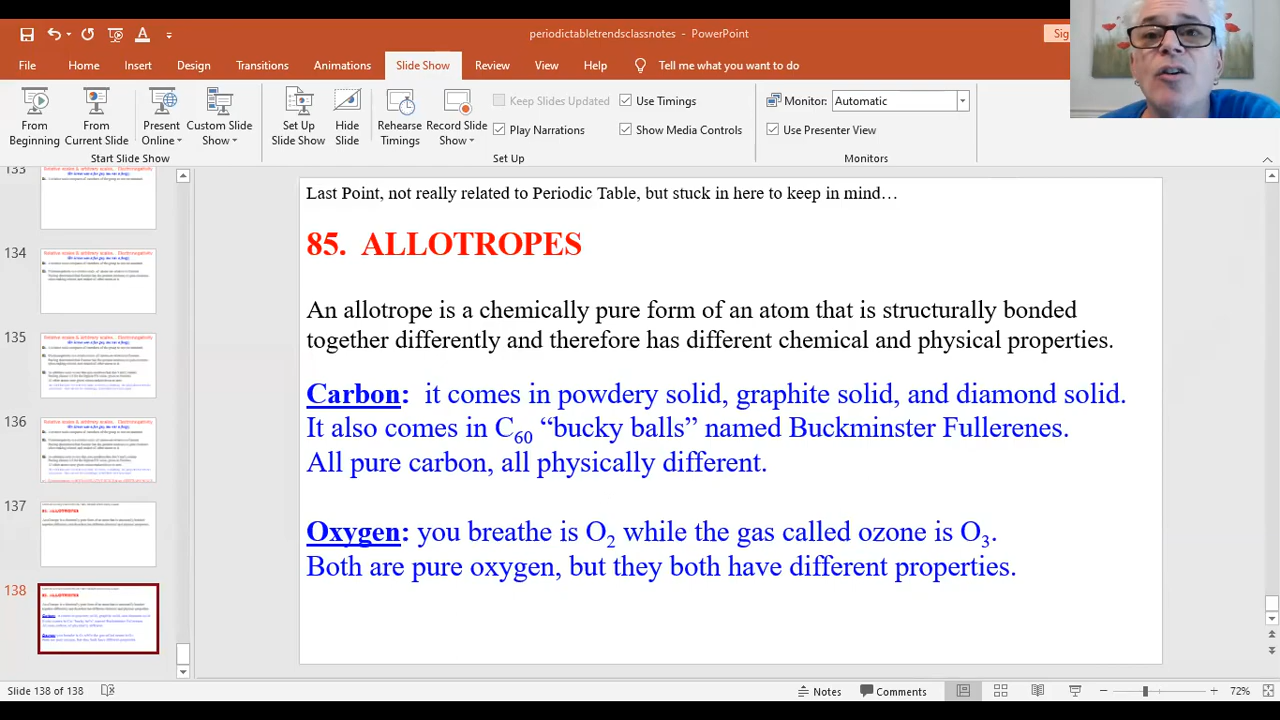 periodictabletrendsclassnotes - PowerPoint
File Home Insert Design Transitions Animations Slide Show Review View Help Tell me what you want to do
Keep Slides Updated Use Timings Monitor: Automatic
From Beginning From Current Slide Present Online Custom Slide Show Set Up Slide Show Hide Slide Rehearse Timings Record Slide Show Play Narrations Show Media Controls Use Presenter View
Start Slide Show Set Up Monitors
133
134
135
136
137
138
Last Point, not really related to Periodic Table, but stuck in here to keep in mind…
85. ALLOTROPES
An allotrope is a chemically pure form of an atom that is structurally bonded
together differently and therefore has different chemical and physical properties.
Carbon: it comes in powdery solid, graphite solid, and diamond solid.
It also comes in C60 “bucky balls” named Buckminster Fullerenes.
All pure carbon, all physically different.
Oxygen: you breathe is O2 while the gas called ozone is O3.
Both are pure oxygen, but they both have different properties.
Slide 138 of 138 Notes Comments 72%